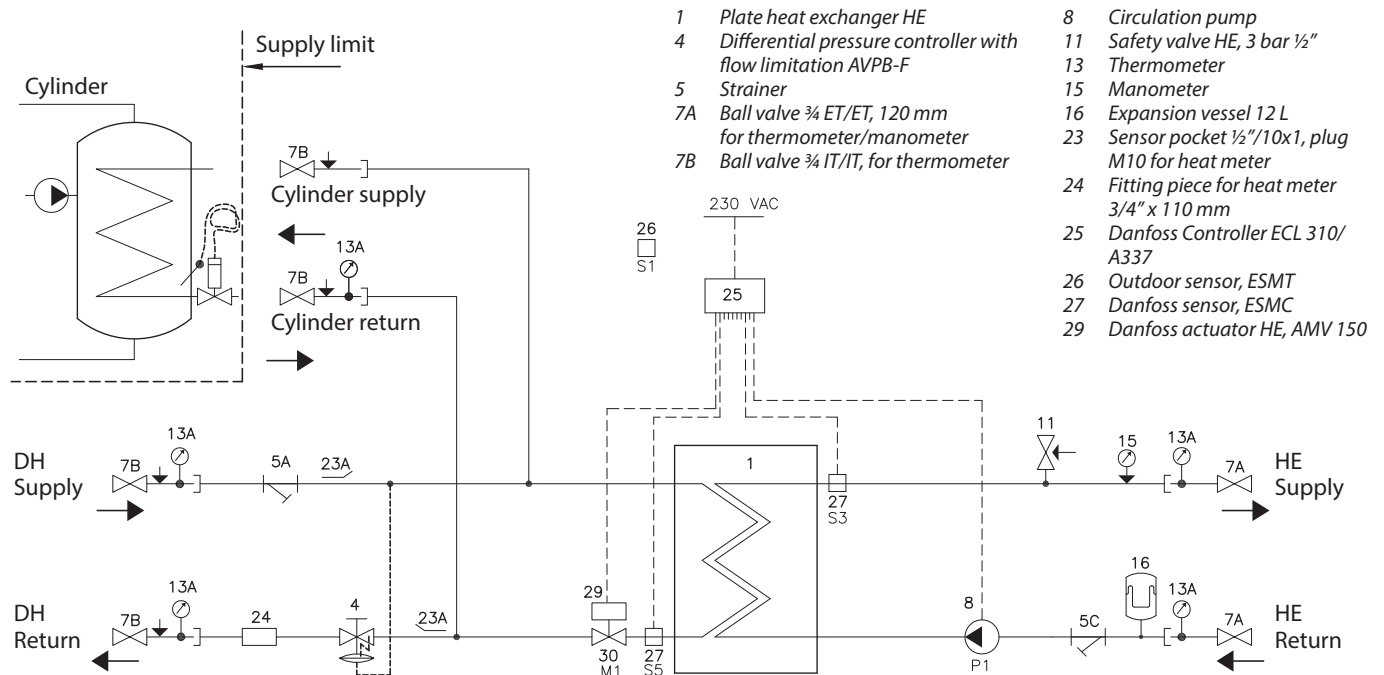 Supply limit
Cylinder
7B
Cylinder supply
13A
7B
Cylinder return
1 Plate heat exchanger HE
4 Differential pressure controller with
flow limitation AVPB-F
5 Strainer
7A Ball valve ¾ ET/ET, 120 mm
for thermometer/manometer
7B Ball valve ¾ IT/IT, for thermometer
8 Circulation pump
11 Safety valve HE, 3 bar ½”
13 Thermometer
15 Manometer
16 Expansion vessel 12 L
23 Sensor pocket ½”/10x1, plug
M10 for heat meter
24 Fitting piece for heat meter
3/4” x 110 mm
25 Danfoss Controller ECL 310/
A337
26 Outdoor sensor, ESMT
27 Danfoss sensor, ESMC
29 Danfoss actuator HE, AMV 150
230 VAC
26
S1
25
DH
Supply
7B
13A
5A
23A
1
27
S3
11
15
13A
7A
HE
Supply
DH
Return
7B
13A
24
4
23A
29
30
M1
27
S5
8
P1
5C
16
13A
7A
HE
Return